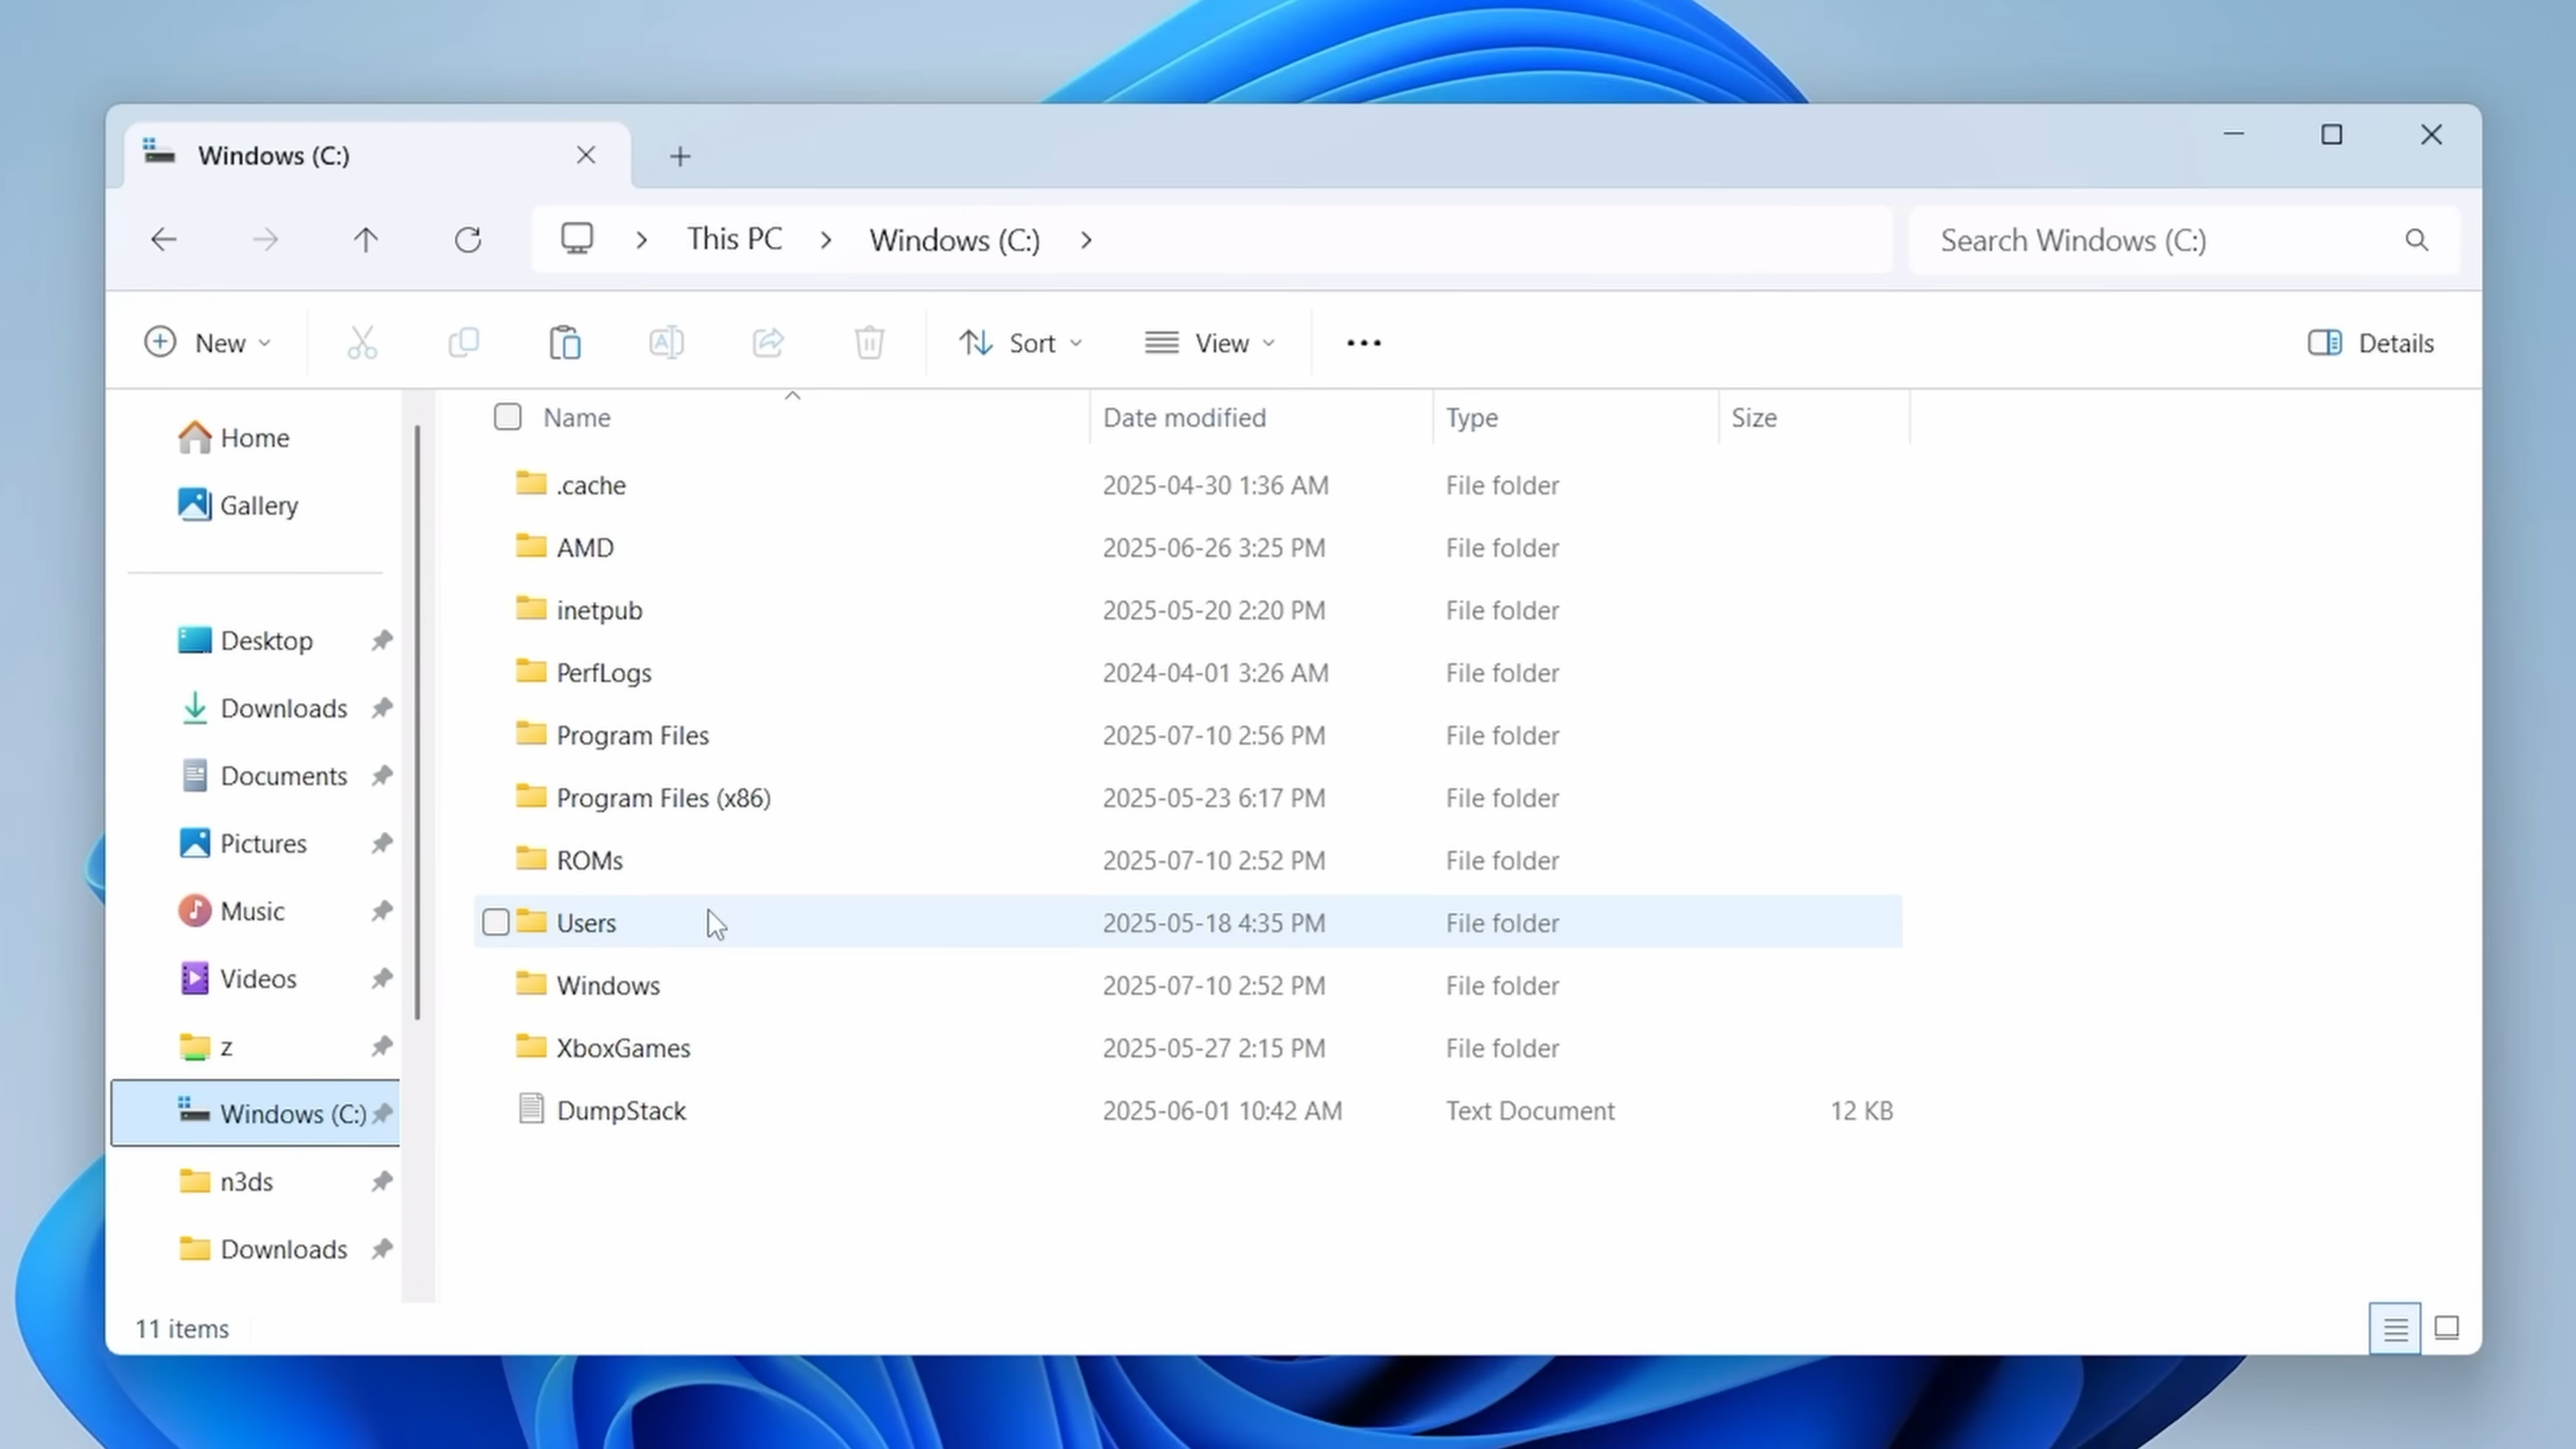 Windows (C:)
This PC
Windows (C:)
Search Windows (C:)
New
Sort
View
Details
Home
Gallery
Desktop
Downloads
Documents
Pictures
Music
Videos
z
Windows (C:)
n3ds
Downloads
Name Date modified Type Size
.cache 2025-04-30 1:36 AM File folder
AMD 2025-06-26 3:25 PM File folder
inetpub 2025-05-20 2:20 PM File folder
PerfLogs 2024-04-01 3:26 AM File folder
Program Files 2025-07-10 2:56 PM File folder
Program Files (x86) 2025-05-23 6:17 PM File folder
ROMs 2025-07-10 2:52 PM File folder
Users 2025-05-18 4:35 PM File folder
Windows 2025-07-10 2:52 PM File folder
XboxGames 2025-05-27 2:15 PM File folder
DumpStack 2025-06-01 10:42 AM Text Document 12 KB
11 items